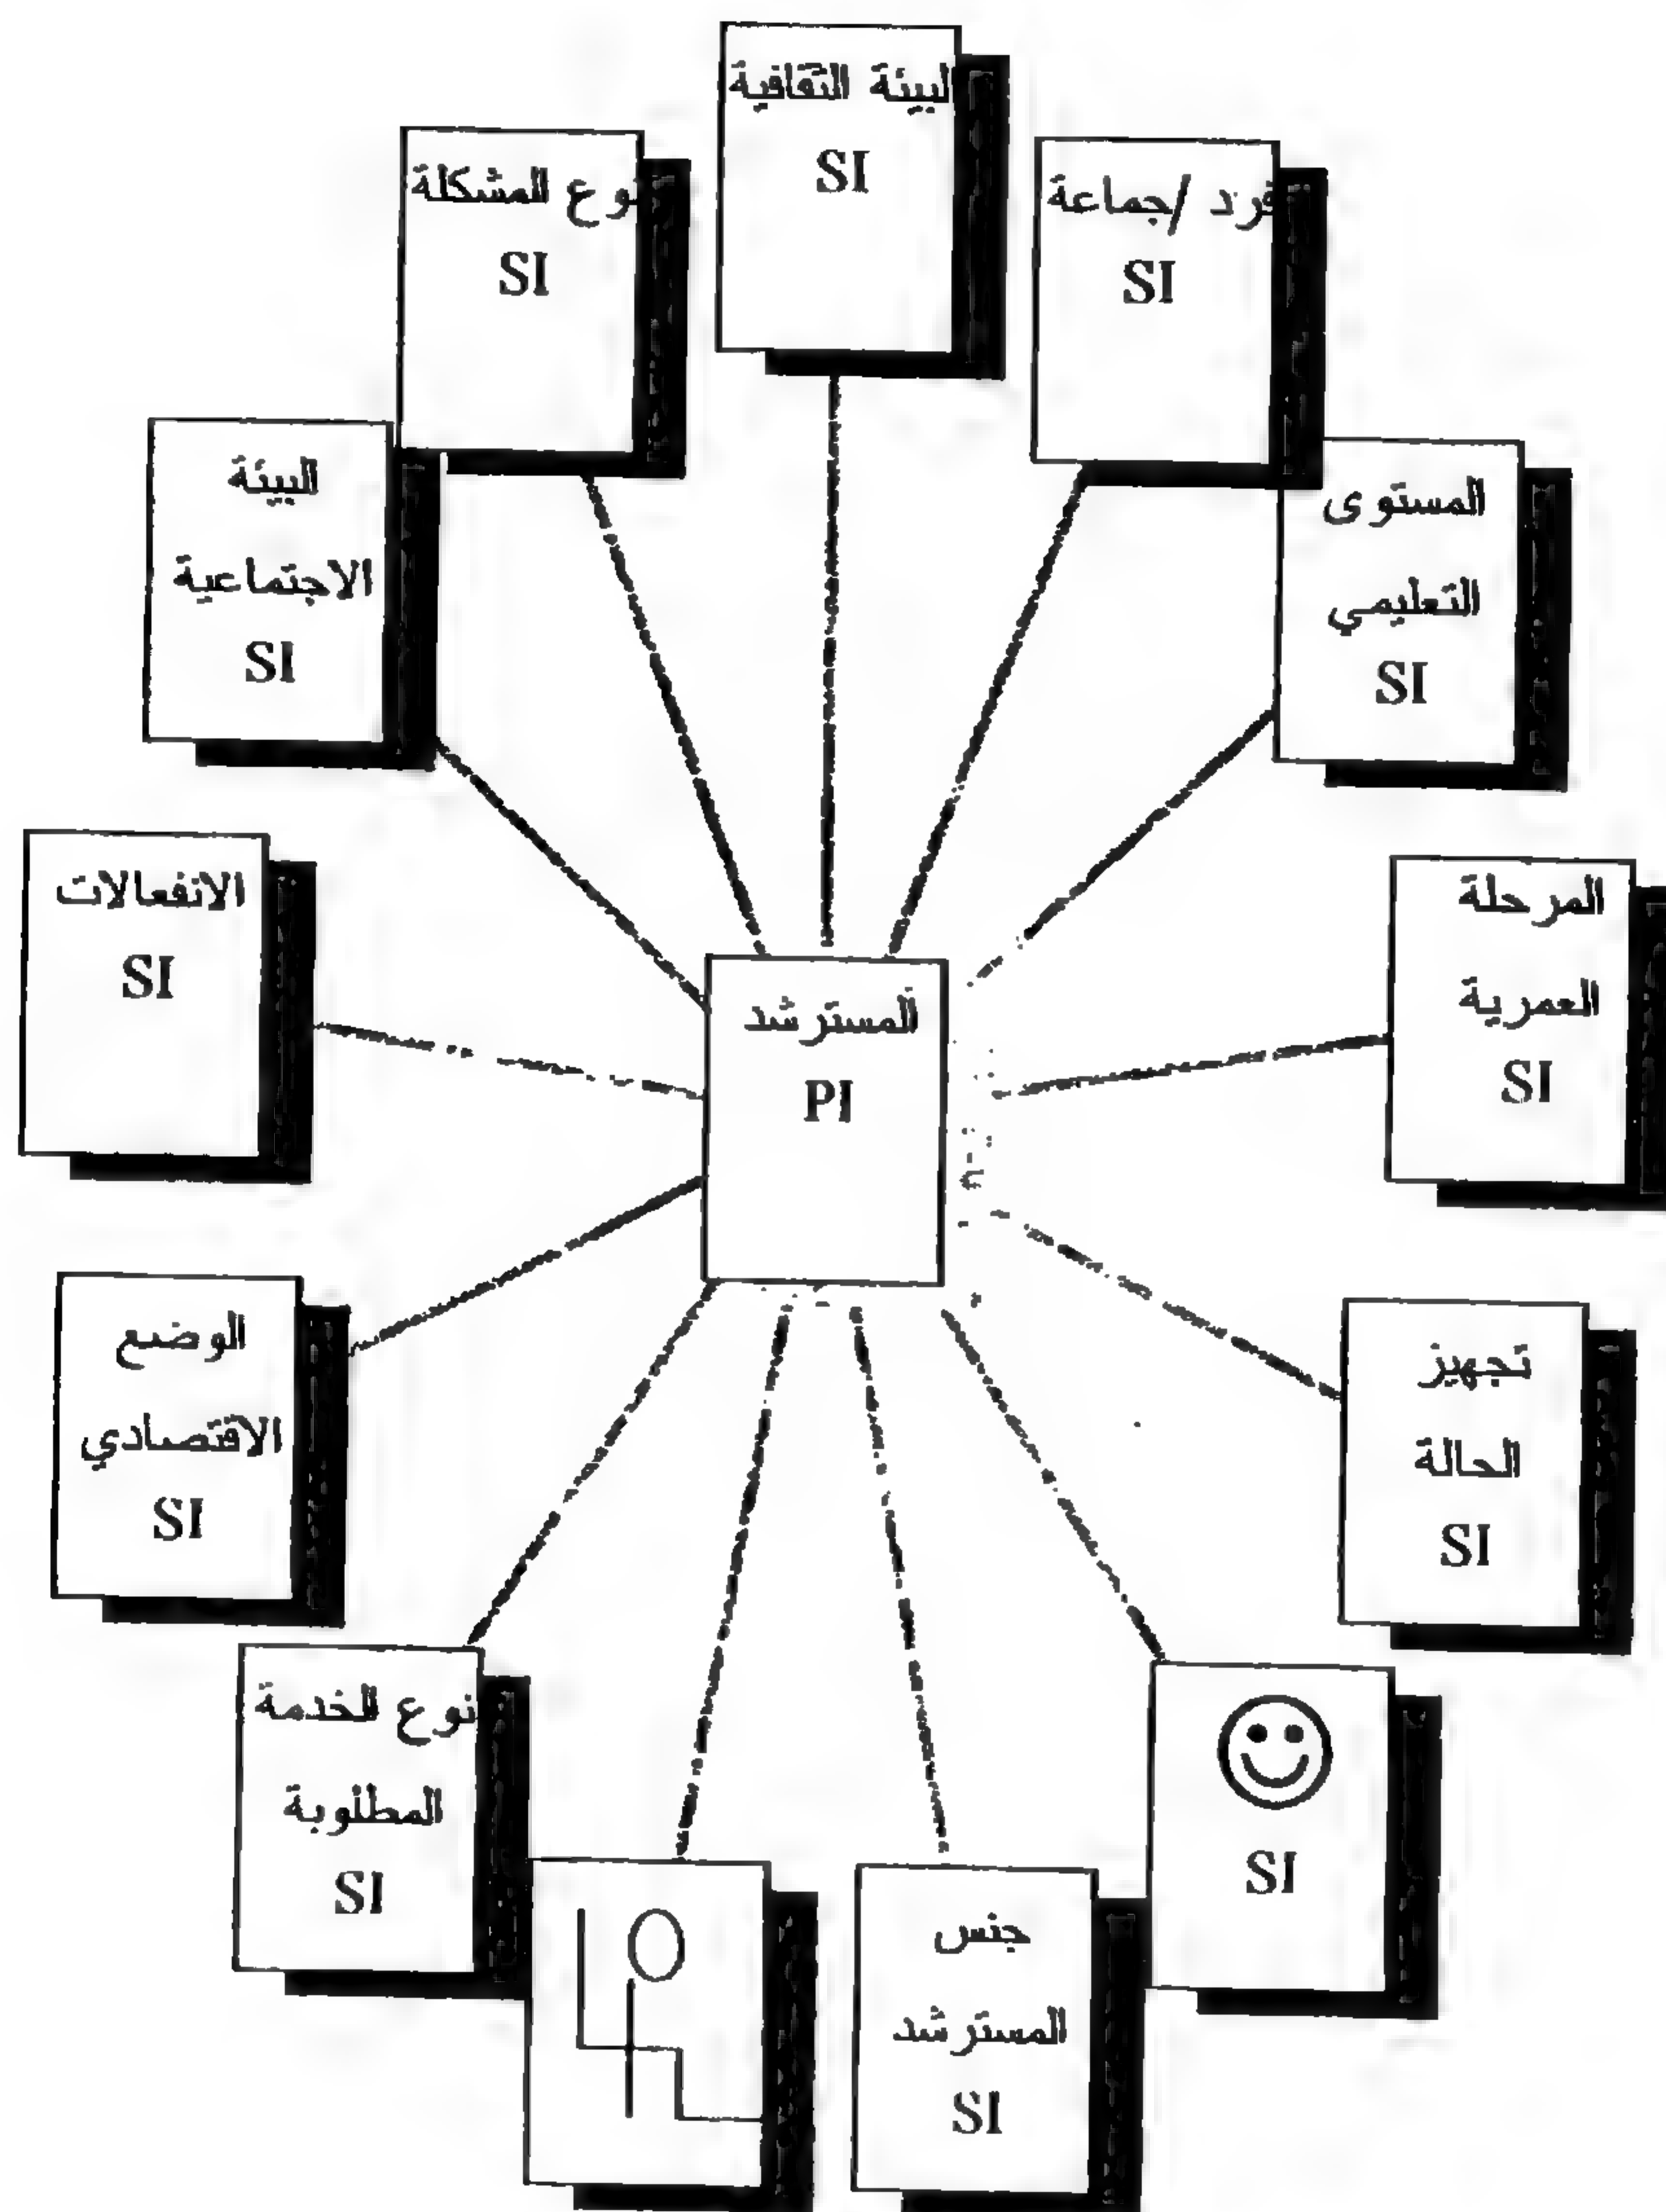 البيئة الثقافية
SI
نوع المشكلة
SI
فرد /جماعة
SI
البيئة
الاجتماعية
SI
المستوى
التعليمي
SI
الانفعالات
SI
المرحلة
العمرية
SI
المسترشد
PI
الوضع
الاقتصادي
SI
تجهيز
الحالة
SI
نوع الخدمة
المطلوبة
SI
SI
جنس
المسترشد
SI